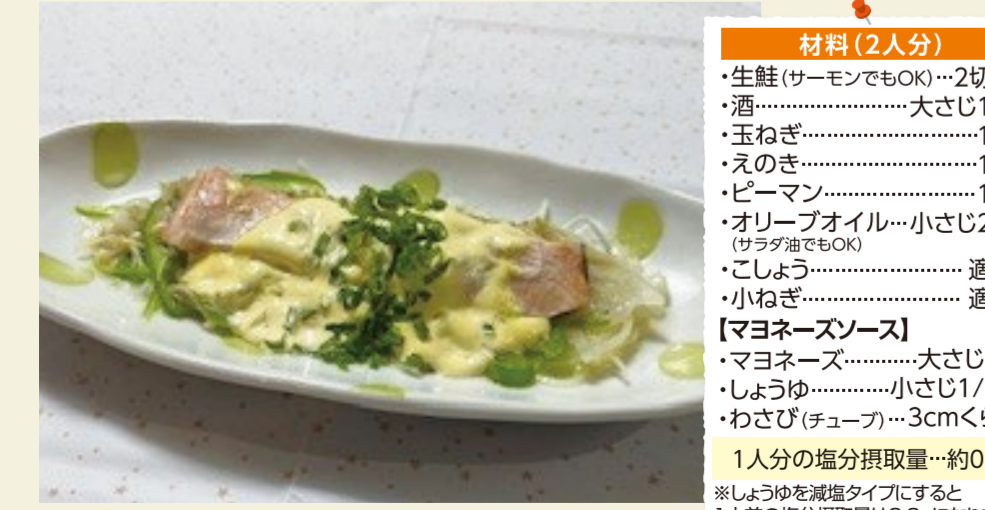 材料(2人分)
・生鮭(サーモンでもOK)…2切
・酒……………………大さじ1
・玉ねぎ………………………1
・えのき………………………1
・ピーマン……………………1
・オリーブオイル…小さじ2
(サラダ油でもOK)
・こしょう…………………… 適
・小ねぎ…………………… 適
【マヨネーズソース】
・マヨネーズ…………大さじ
・しょうゆ…………小さじ1/
・わさび(チューブ)…3cmくら
1人分の塩分摂取量…約0
※しょうゆを減塩タイプにすると